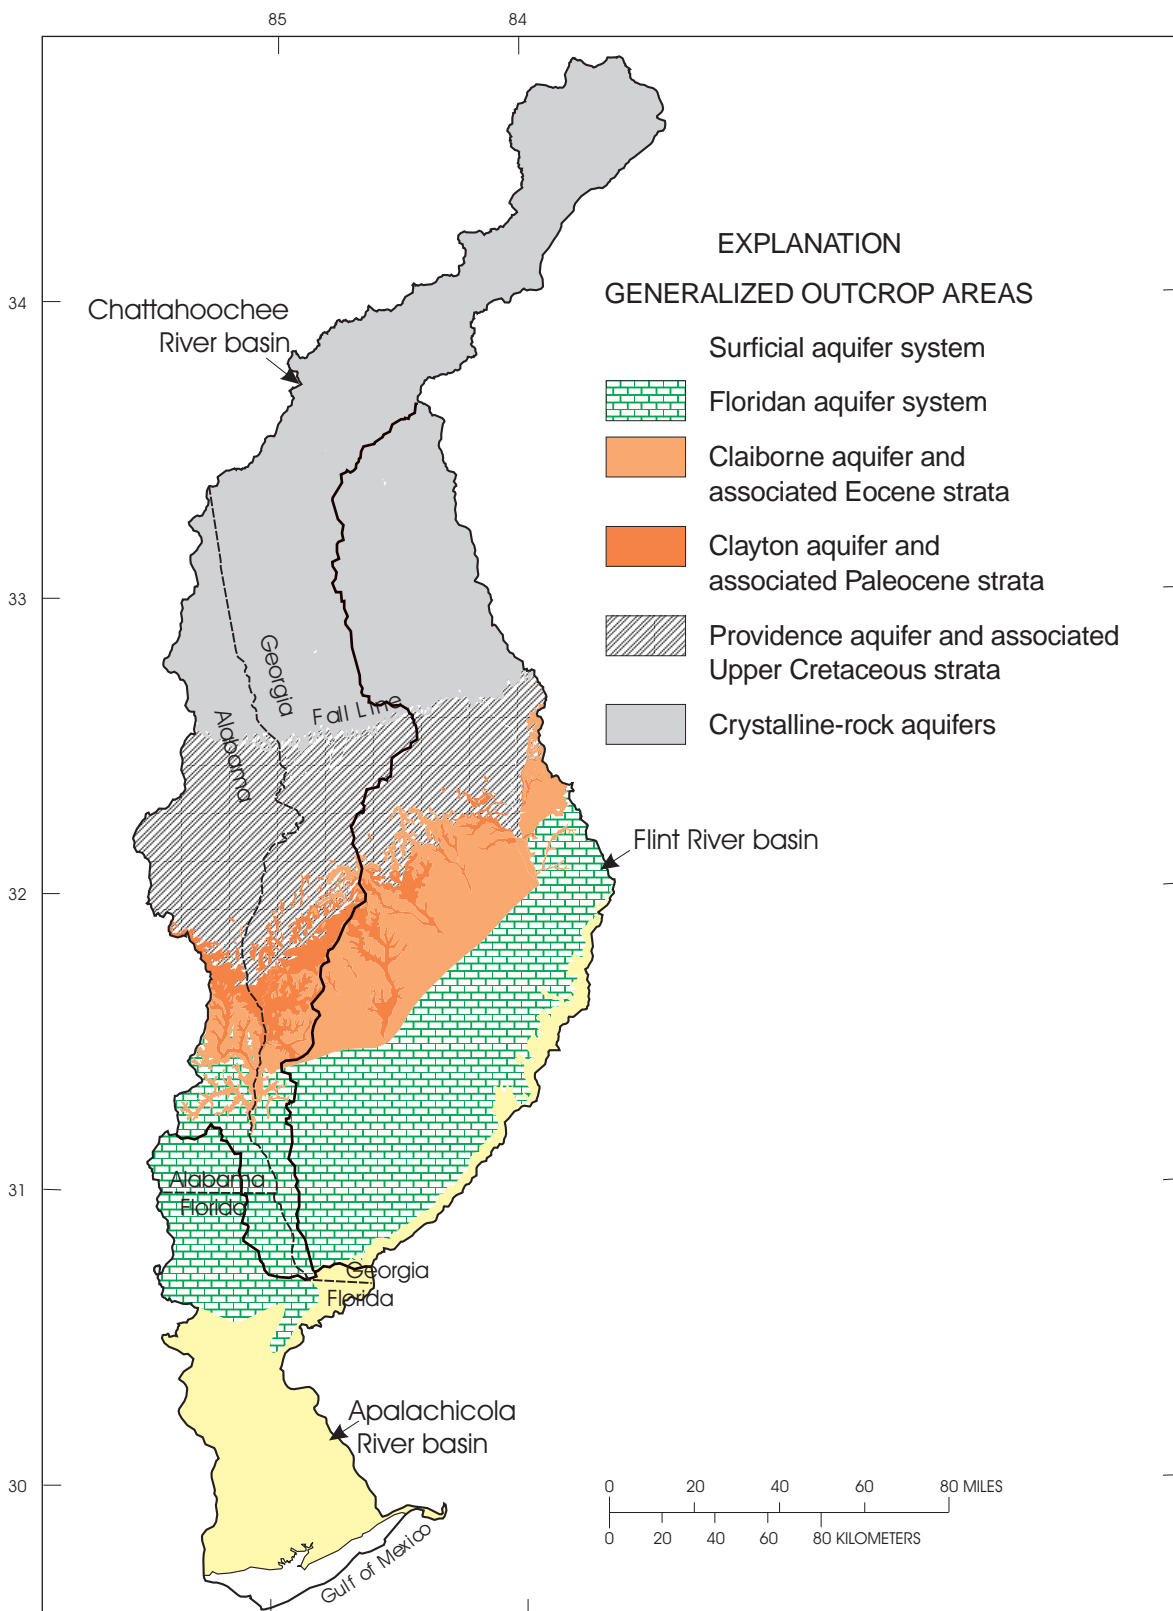 85
84
EXPLANATION
GENERALIZED OUTCROP AREAS
34
Chattahoochee
River basin
Surficial aquifer system
Floridan aquifer system
Claiborne aquifer and
associated Eocene strata
Clayton aquifer and
associated Paleocene strata
33
Providence aquifer and associated
Upper Cretaceous strata
Georgia
Alabama
Fall Line
Crystalline-rock aquifers
Flint River basin
32
31
Alabama
Florida
Georgia
Florida
Apalachicola
River basin
30
0 20 40 60 80 MILES
0 20 40 60 80 KILOMETERS
Gulf of Mexico